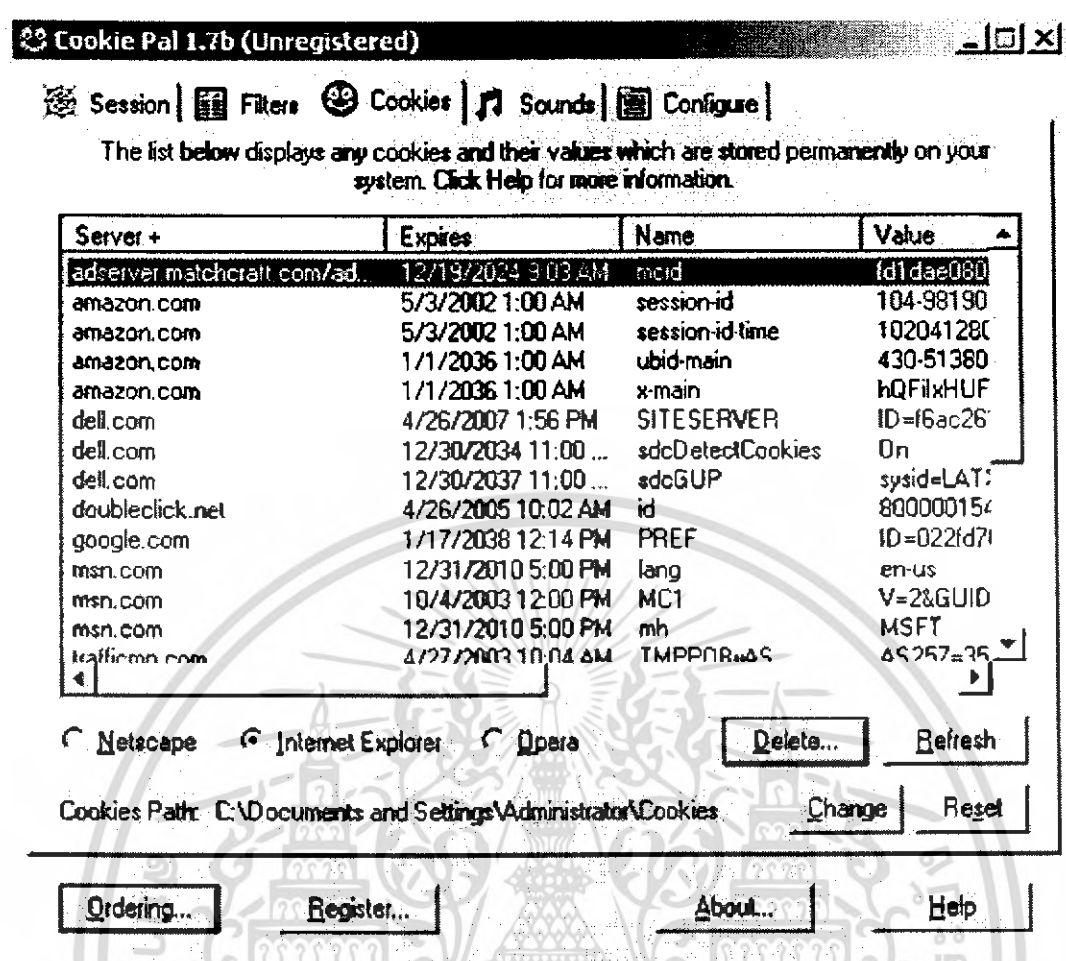 Cookie Pal 1.7b (Unregistered)
Session Filters Cookies Sounds Configure
The list below displays any cookies and their values which are stored permanently on your
system. Click Help for more information.
Server + Expires Name Value
adserver.matchcraft.com/ad... 12/19/2024 9:03 AM mcid fd1dae080
amazon.com 5/3/2002 1:00 AM session-id 104-98190
amazon.com 5/3/2002 1:00 AM session-id-time 102041280
amazon.com 1/1/2036 1:00 AM ubid-main 430-51380
amazon.com 1/1/2036 1:00 AM x-main hQFilxHUF
dell.com 4/26/2007 1:56 PM SITESERVER ID=f6ac26
dell.com 12/30/2034 11:00 ... sdcDetectCookies On
dell.com 12/30/2037 11:00 ... sdcGUP sysid=LAT
doubleclick.net 4/26/2005 10:02 AM id 800000154
google.com 1/17/2038 12:14 PM PREF ID=022fd7
msn.com 12/31/2010 5:00 PM lang en-us
msn.com 10/4/2003 12:00 PM MC1 V=2&GUID
msn.com 12/31/2010 5:00 PM mh MSFT
4/27/2003 10:04 AM
Netscape Internet Explorer Opera Delete... Refresh
Cookies Path: C:\Documents and Settings\Administrator\Cookies Change Reset
Ordering... Register... About... Help